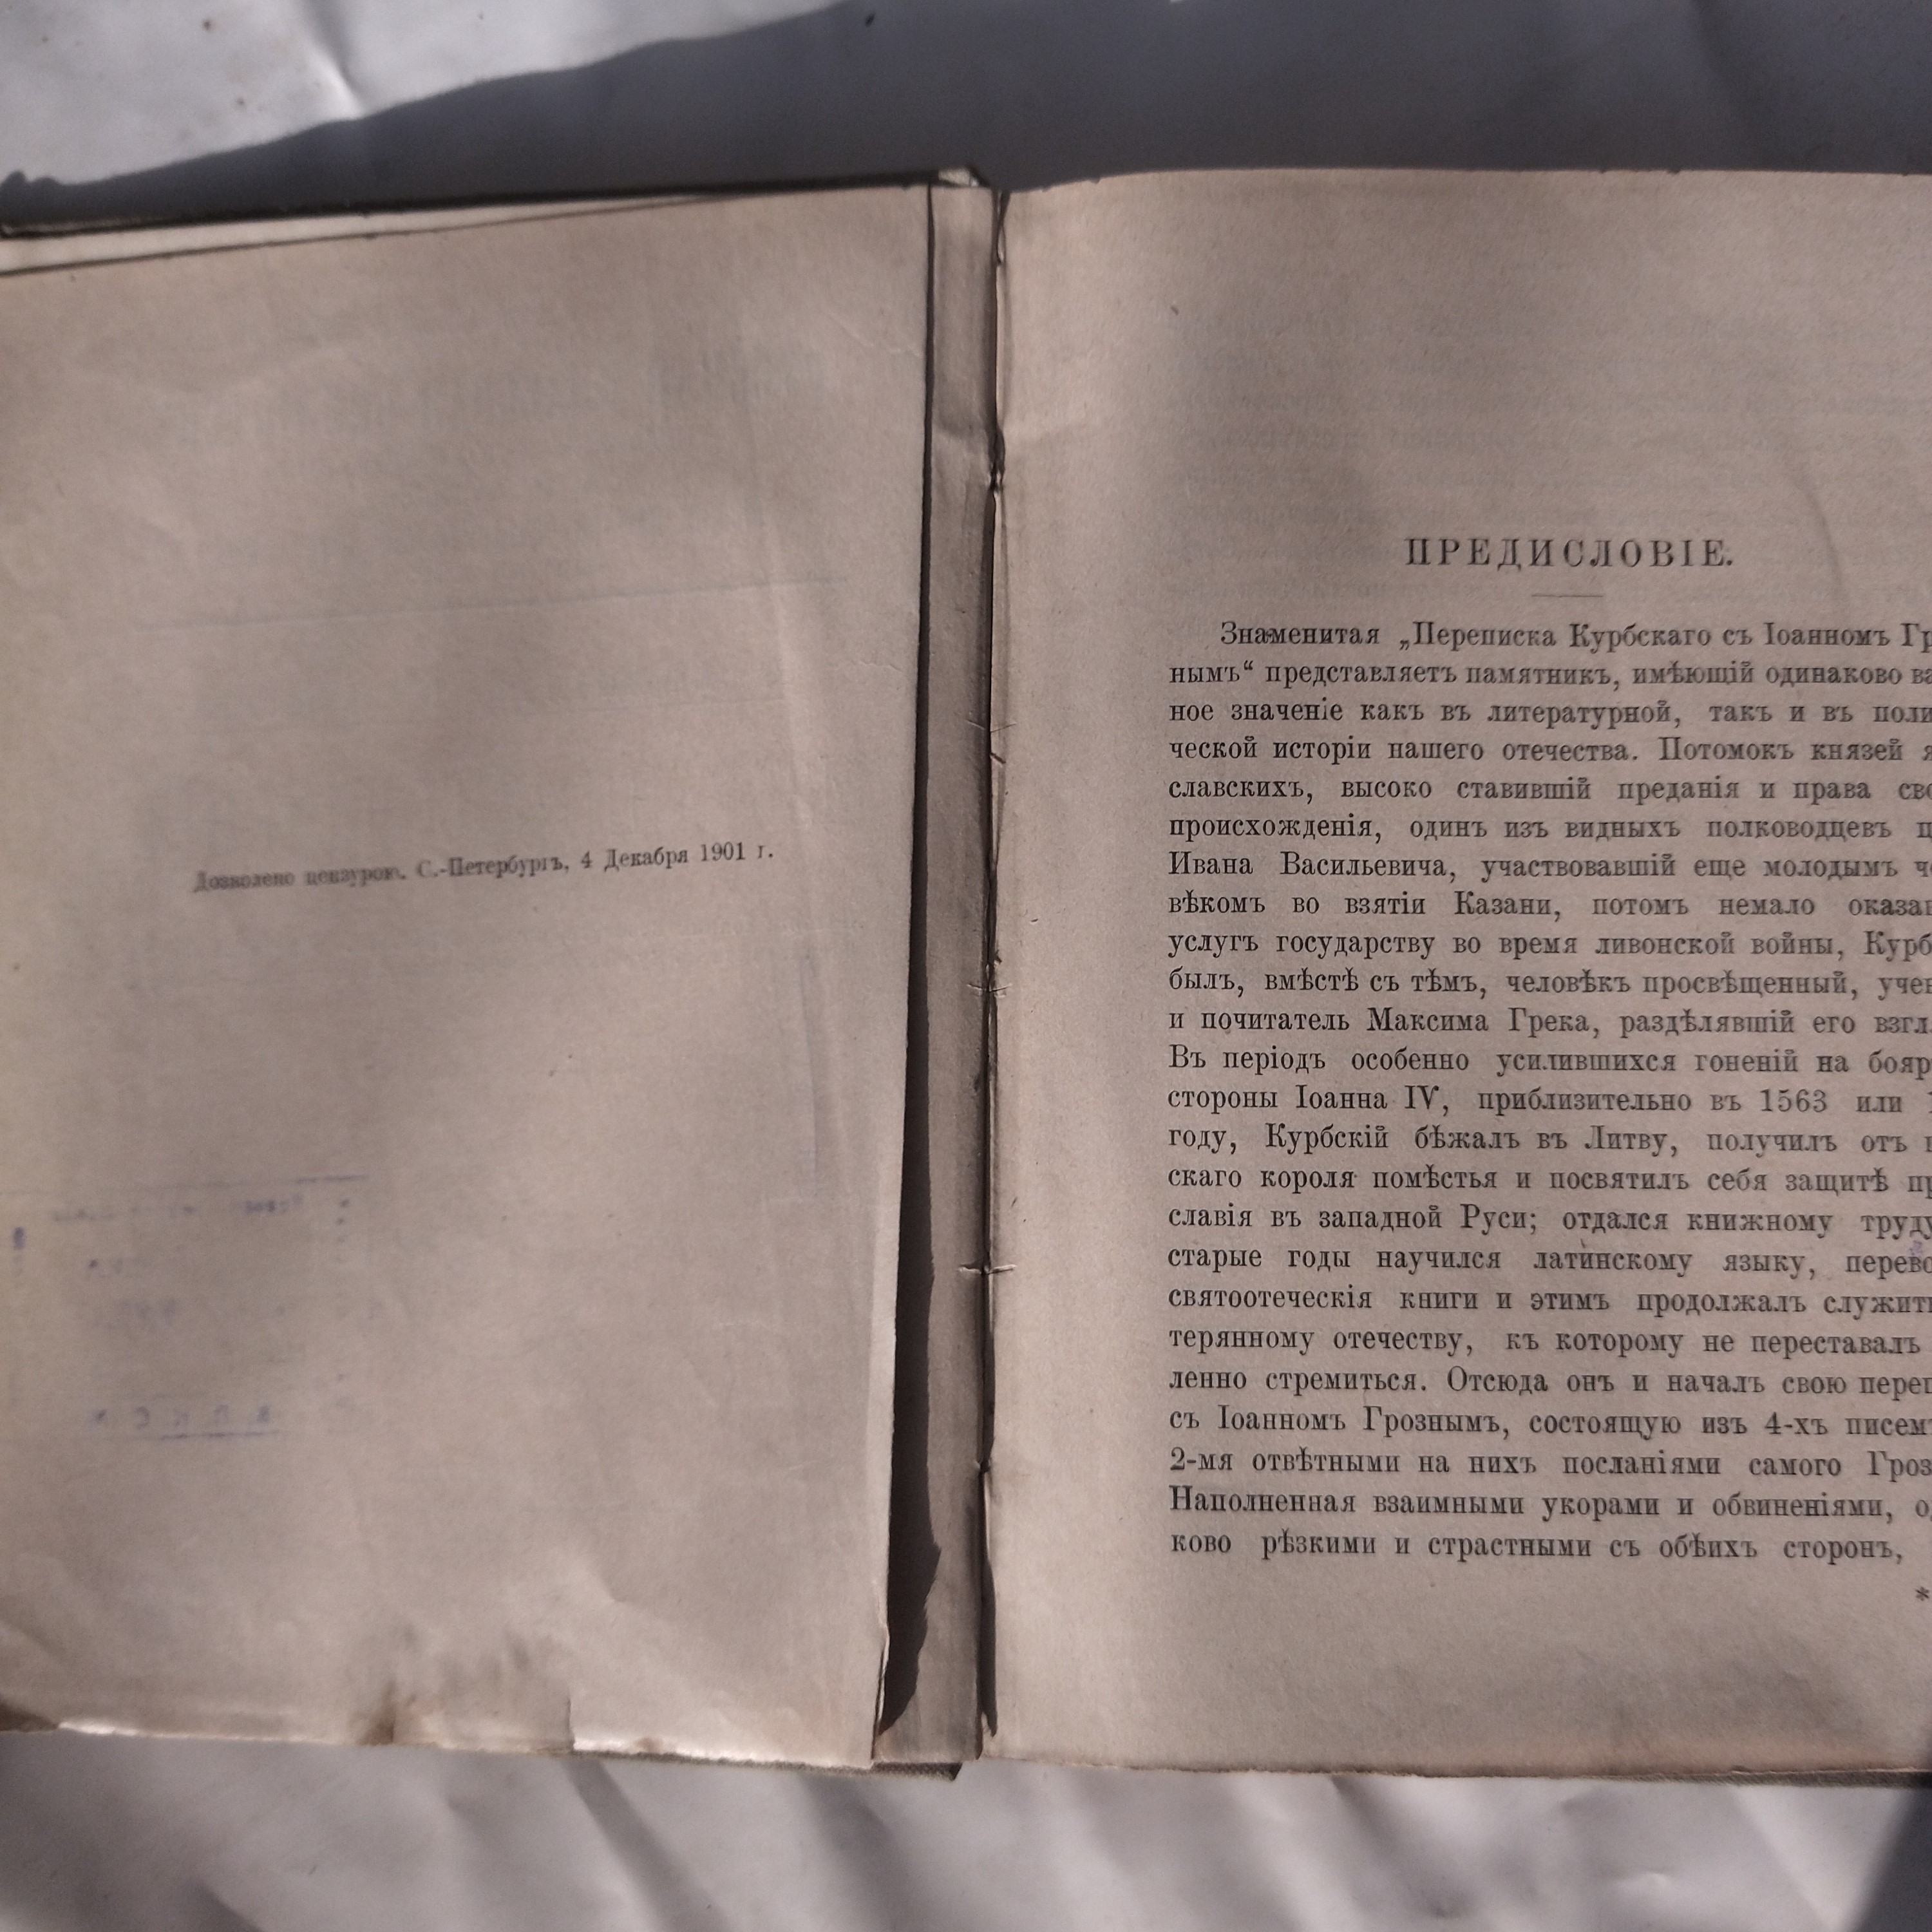 Дозволено цензурою. С.-Петербургъ, 4 Декабря 1901 г.
ПРЕДИСЛОВІЕ.
Знаменитая „Переписка Курбскаго съ Іоанномъ Гр
нымъ“ представляетъ памятникъ, имѣющій одинаково ва
ное значеніе какъ въ литературной, такъ и въ поли
ческой исторіи нашего отечества. Потомокъ князей я
славскихъ, высоко ставившій преданія и права сво
происхожденія, одинъ изъ видныхъ полководцевъ ц
Ивана Васильевича, участвовавшій еще молодымъ че
вѣкомъ во взятіи Казани, потомъ немало оказав
услугъ государству во время ливонской войны, Курб
былъ, вмѣстѣ съ тѣмъ, человѣкъ просвѣщенный, учен
и почитатель Максима Грека, раздѣлявшій его взгл
Въ періодъ особенно усилившихся гоненій на бояр
стороны Іоанна IV, приблизительно въ 1563 или 1
году, Курбскій бѣжалъ въ Литву, получилъ отъ п
скаго короля помѣстья и посвятилъ себя защитѣ пр
славія въ западной Руси; отдался книжному труду
старые годы научился латинскому языку, перево
святоотеческія книги и этимъ продолжалъ служить
терянному отечеству, къ которому не переставалъ
ленно стремиться. Отсюда онъ и началъ свою переп
съ Іоанномъ Грознымъ, состоящую изъ 4-хъ писемъ
2-мя отвѣтными на нихъ посланіями самого Гроз
Наполненная взаимными укорами и обвиненіями, од
ково рѣзкими и страстными съ обѣихъ сторонъ,
*